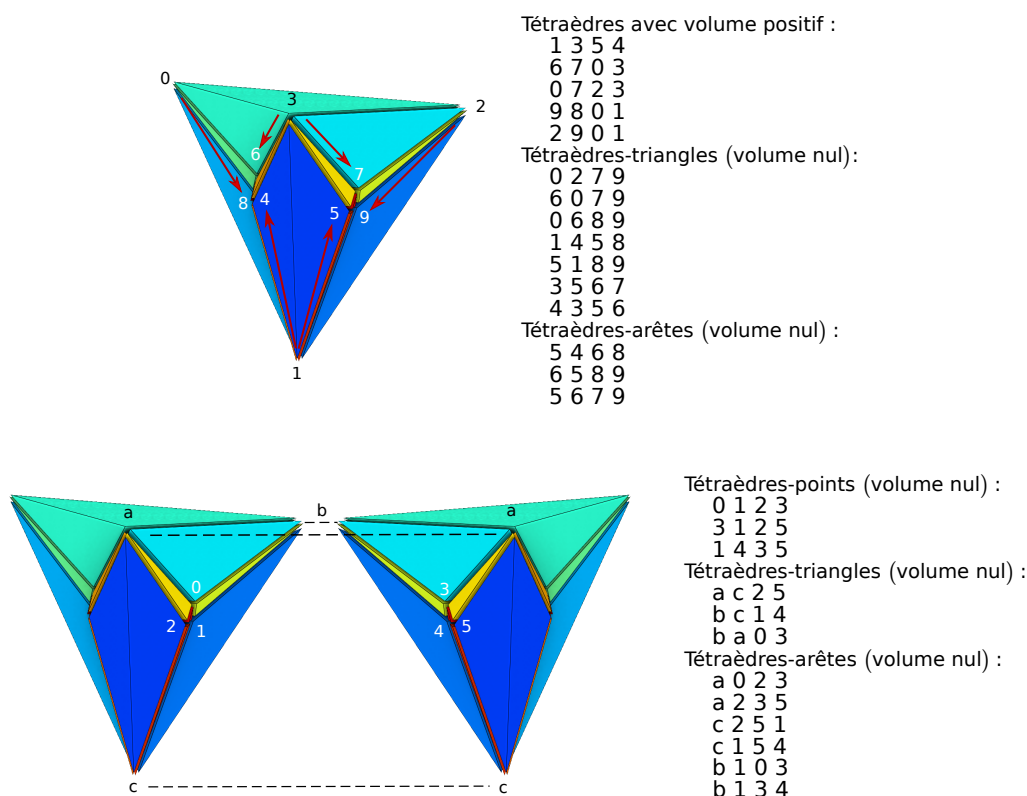 Tétraèdres avec volume positif :
1 3 5 4
6 7 0 3
0 7 2 3
9 8 0 1
2 9 0 1
Tétraèdres-triangles (volume nul):
0 2 7 9
6 0 7 9
0 6 8 9
1 4 5 8
5 1 8 9
3 5 6 7
4 3 5 6
Tétraèdres-arêtes (volume nul) :
5 4 6 8
6 5 8 9
5 6 7 9
0
3
2
6
7
8 4
5 9
1
Tétraèdres-points (volume nul) :
0 1 2 3
3 1 2 5
1 4 3 5
Tétraèdres-triangles (volume nul) :
a c 2 5
b c 1 4
b a 0 3
Tétraèdres-arêtes (volume nul) :
a 0 2 3
a 2 3 5
c 2 5 1
c 1 5 4
b 1 0 3
b 1 3 4
a b a
0 3
2 1 4 5
c c